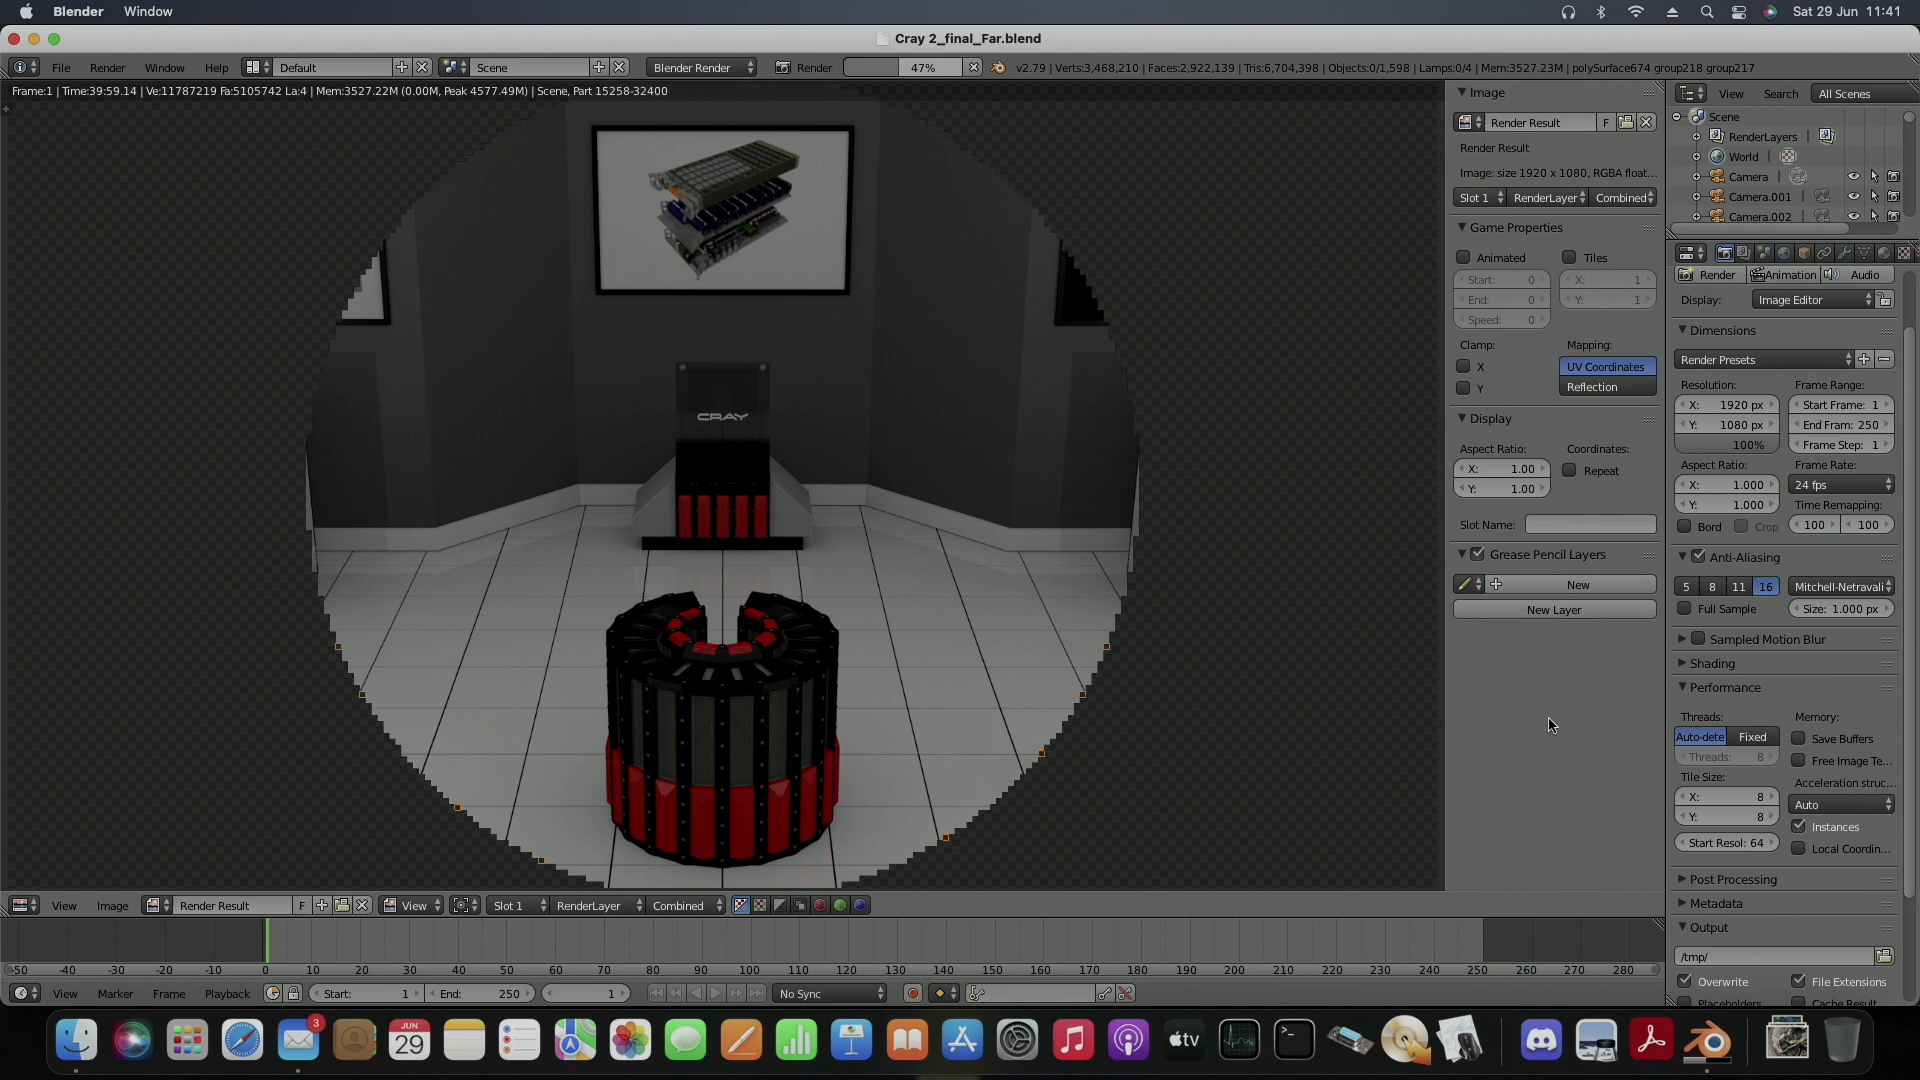 Blender Window
Sat 29 Jun 11:41
Cray 2_final_Far.blend
File Render Window Help Default Scene Blender Render Render 47% v2.79 | Verts:3,468,210 | Faces:2,922,139 | Tris:6,704,398 | Objects:0/1,598 | Lamps:0/4 | Mem:3527.23M | polySurface674 group218 group217
Frame:1 | Time:39:59.14 | Ve:11787219 Fa:5105742 La:4 | Mem:3527.22M (0.00M, Peak 4577.49M) | Scene, Part 15258-32400
CRAY
Image
Render Result F
Render Result
Image: size 1920 x 1080, RGBA float...
Slot 1 RenderLayer Combined
Game Properties
Animated Tiles
Start: 0 X: 1
End: 0 Y: 1
Speed: 0
Clamp: Mapping:
X UV Coordinates
Y Reflection
Display
Aspect Ratio: Coordinates:
X: 1.00 Repeat
Y: 1.00
Slot Name:
Grease Pencil Layers
New
New Layer
View Search All Scenes
Scene
RenderLayers
World
Camera
Camera.001
Camera.002
Render Animation Audio
Display: Image Editor
Dimensions
Render Presets
Resolution: Frame Range:
X: 1920 px Start Frame: 1
Y: 1080 px End Fram: 250
100% Frame Step: 1
Aspect Ratio: Frame Rate:
X: 1.000 24 fps
Y: 1.000 Time Remapping:
Bord Crop 100 100
Anti-Aliasing
5 8 11 16 Mitchell-Netravali
Full Sample Size: 1.000 px
Sampled Motion Blur
Shading
Performance
Threads: Memory:
Auto-dete Fixed Save Buffers
Threads: 8 Free Image Te...
Tile Size: Acceleration struc...
X: 8 Auto
Y: 8 Instances
Start Resol: 64 Local Coordin...
Post Processing
Metadata
Output
/tmp/
Overwrite File Extensions
Placeholders Cache Result
View Image Render Result F View Slot 1 RenderLayer Combined
-50 -40 -30 -20 -10 0 10 20 30 40 50 60 70 80 90 100 110 120 130 140 150 160 170 180 190 200 210 220 230 240 250 260 270 280
View Marker Frame Playback Start: 1 End: 250 1 No Sync
3
JUN
29
tv